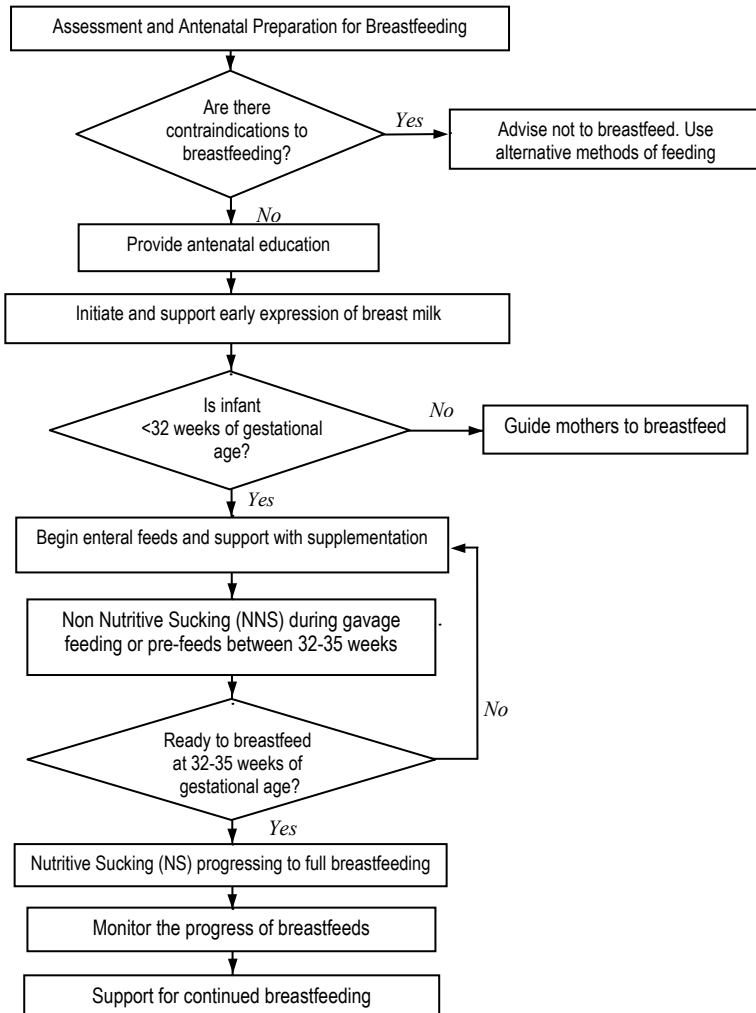 Assessment and Antenatal Preparation for Breastfeeding
Are there
contraindications to
breastfeeding?
Yes
Advise not to breastfeed. Use
alternative methods of feeding
No
Provide antenatal education
Initiate and support early expression of breast milk
Is infant
<32 weeks of gestational
age?
No
Guide mothers to breastfeed
Yes
Begin enteral feeds and support with supplementation
Non Nutritive Sucking (NNS) during gavage
feeding or pre-feeds between 32-35 weeks
No
Ready to breastfeed
at 32-35 weeks of
gestational age?
Yes
Nutritive Sucking (NS) progressing to full breastfeeding
Monitor the progress of breastfeeds
Support for continued breastfeeding